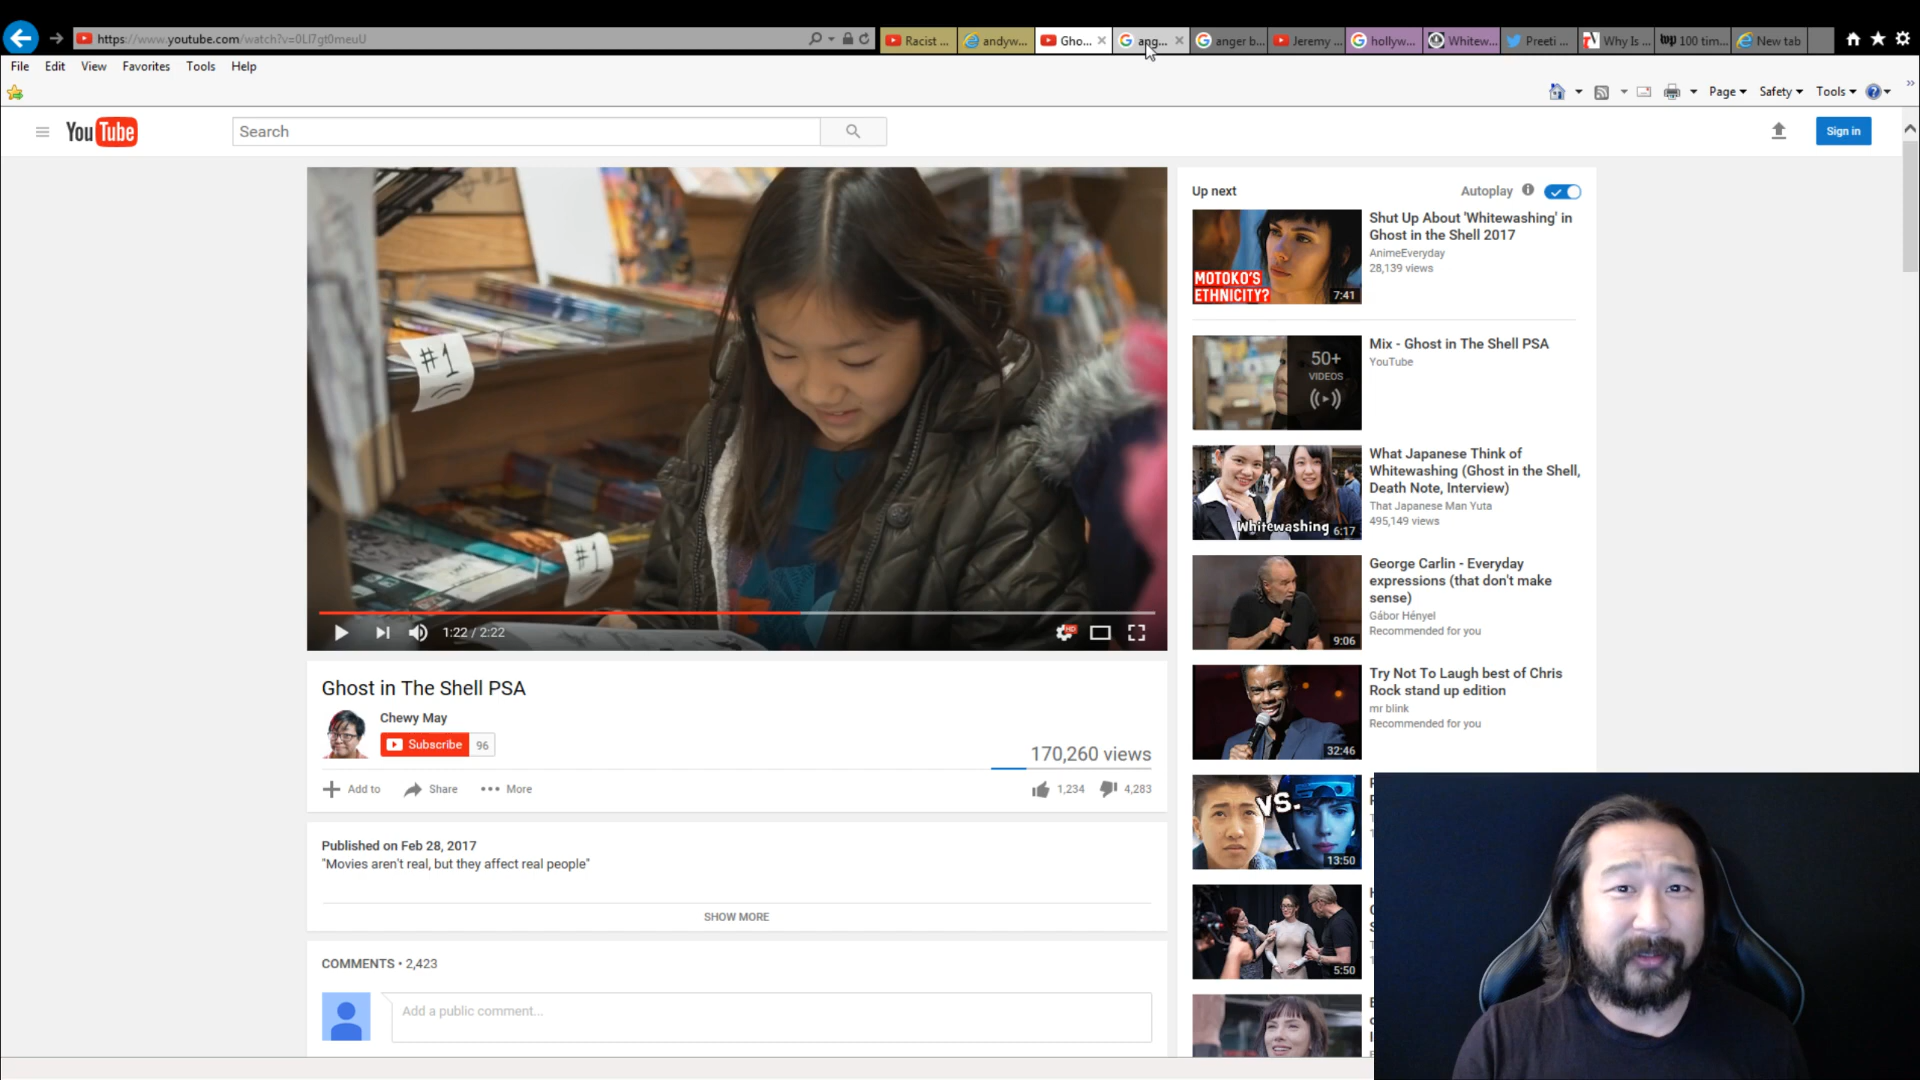 https://www.youtube.com/watch?v=0LI7gt0meuU
Racist ...
andyw...
Gho...
ang...
anger b...
Jeremy ...
hollyw...
Whitew...
Preeti ...
Why Is ...
wp 100 tim...
New tab
File Edit View Favorites Tools Help
Page Safety Tools
YouTube
Search
Sign in
#1
#1
1:22 / 2:22
HD
Ghost in The Shell PSA
Chewy May
Subscribe 96
170,260 views
Add to Share More
1,234 4,283
Published on Feb 28, 2017
"Movies aren't real, but they affect real people"
SHOW MORE
COMMENTS • 2,423
Add a public comment...
Up next
Autoplay
MOTOKO'S
ETHNICITY?
7:41
Shut Up About 'Whitewashing' in
Ghost in the Shell 2017
AnimeEveryday
28,139 views
50+
VIDEOS
Mix - Ghost in The Shell PSA
YouTube
Whitewashing
6:17
What Japanese Think of
Whitewashing (Ghost in the Shell,
Death Note, Interview)
That Japanese Man Yuta
495,149 views
9:06
George Carlin - Everyday
expressions (that don't make
sense)
Gábor Hényel
Recommended for you
32:46
Try Not To Laugh best of Chris
Rock stand up edition
mr blink
Recommended for you
VS.
13:50
5:50